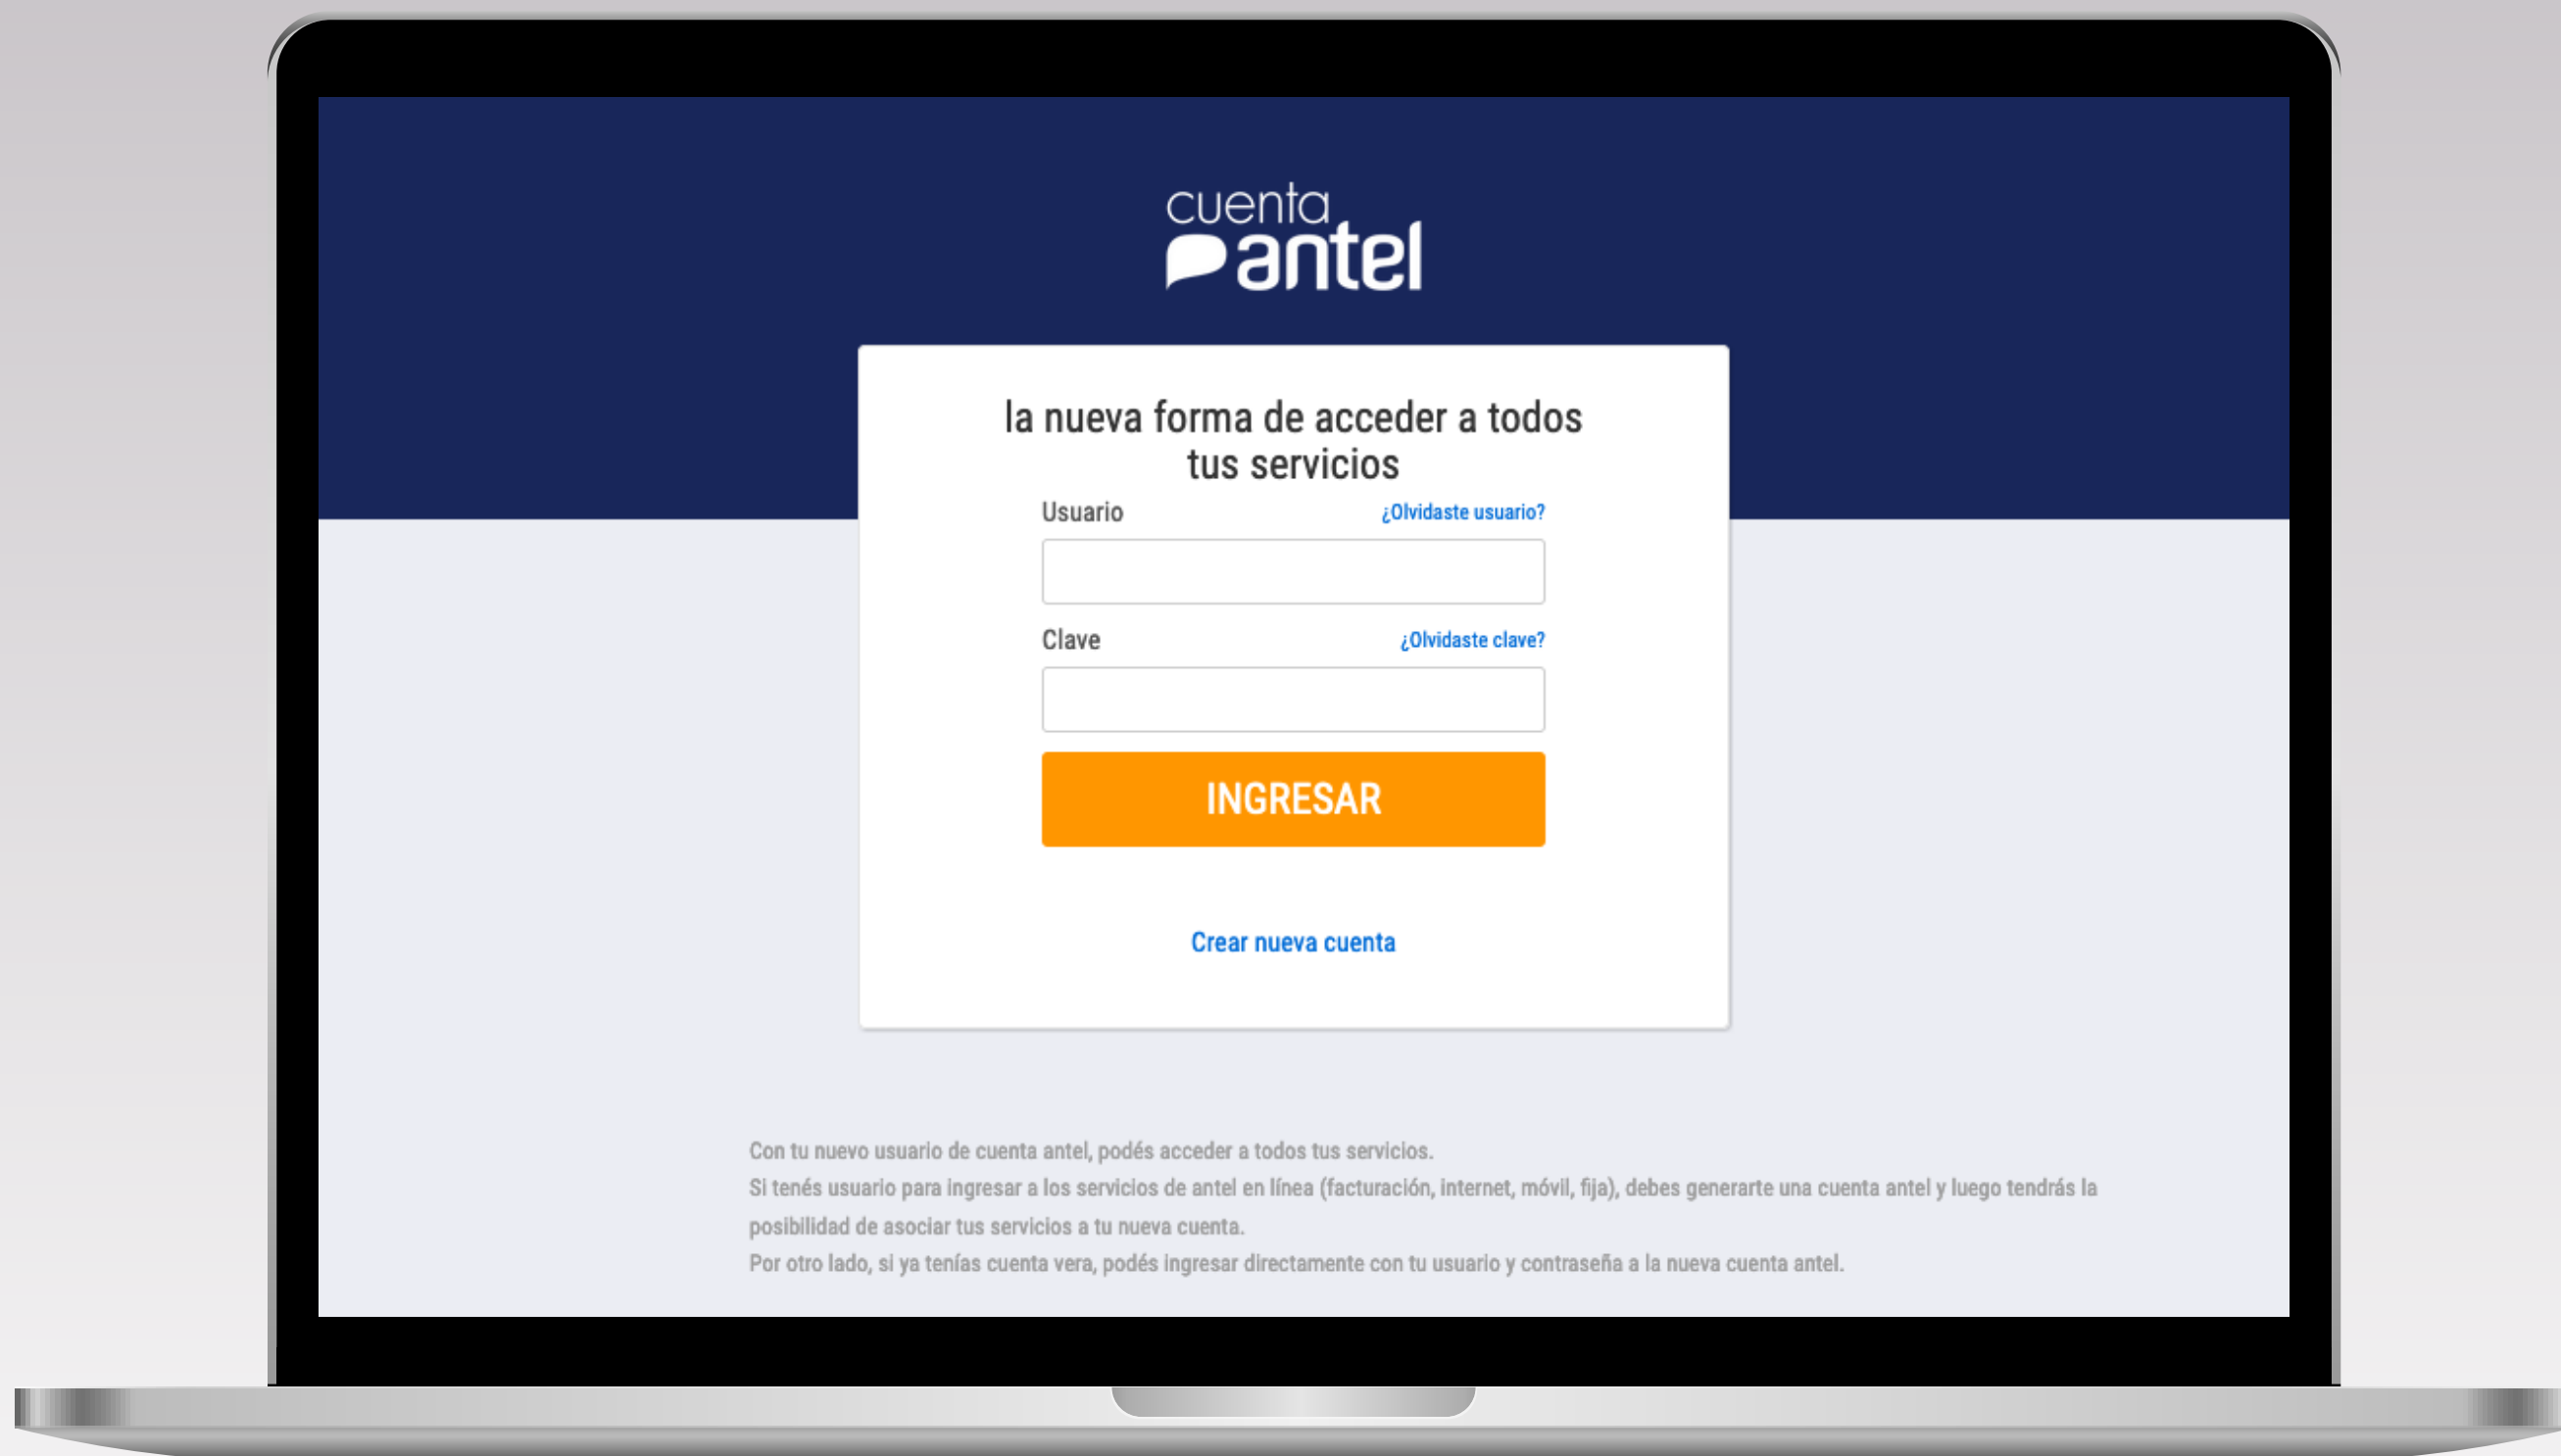 cuenta
antel
la nueva forma de acceder a todos
tus servicios
Usuario ¿Olvidaste usuario?
Clave ¿Olvidaste clave?
INGRESAR
Crear nueva cuenta
Con tu nuevo usuario de cuenta antel, podés acceder a todos tus servicios.
Si tenés usuario para ingresar a los servicios de antel en línea (facturación, internet, móvil, fija), debes generarte una cuenta antel y luego tendrás la
posibilidad de asociar tus servicios a tu nueva cuenta.
Por otro lado, si ya tenías cuenta vera, podés ingresar directamente con tu usuario y contraseña a la nueva cuenta antel.